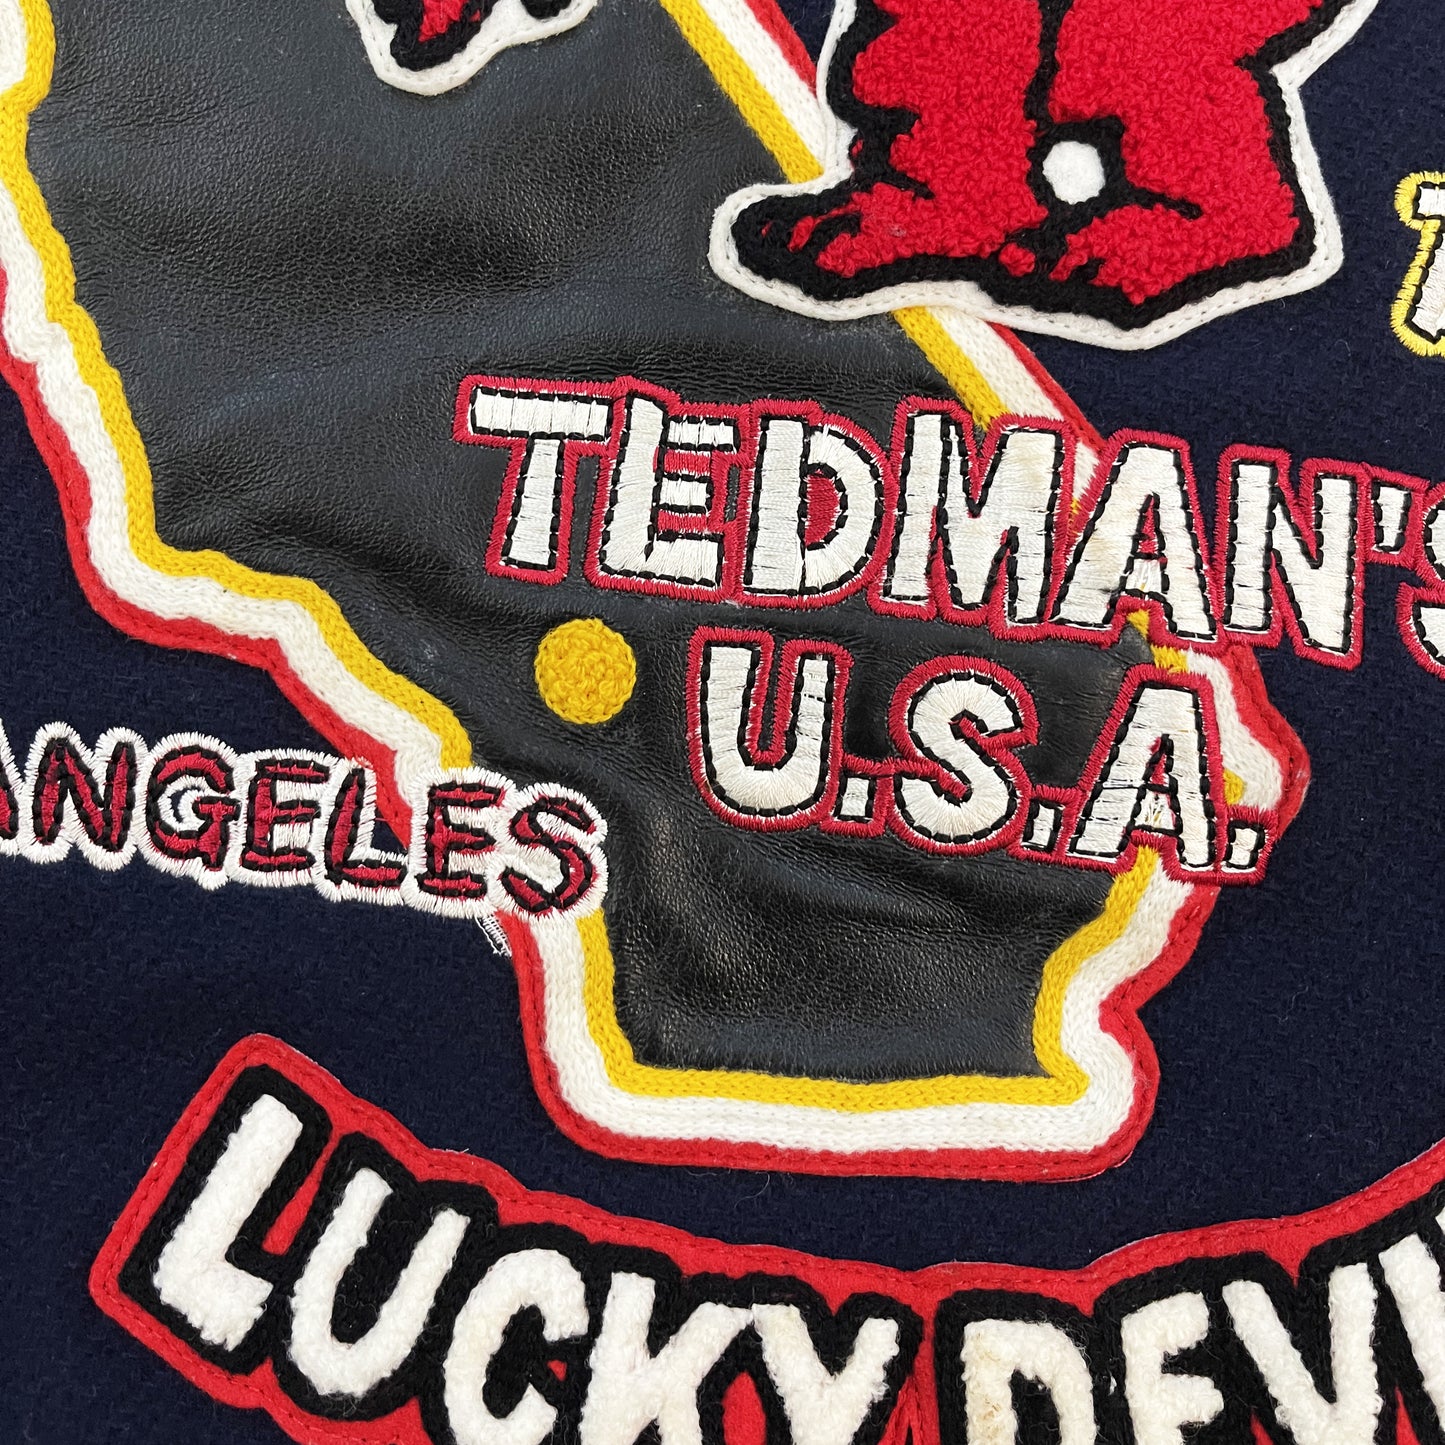 TEDMAN'S
U.S.A.
ANGELES
LUCKY DEV